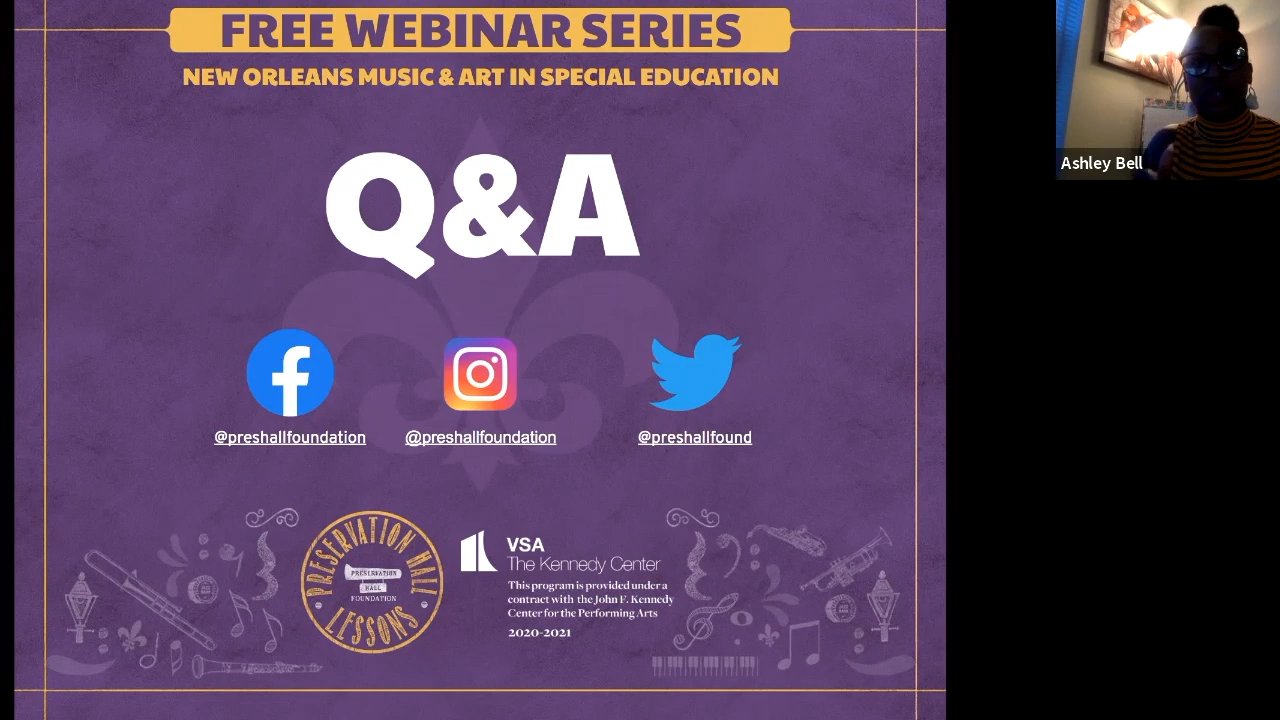 FREE WEBINAR SERIES
NEW ORLEANS MUSIC & ART IN SPECIAL EDUCATION
Q&A
@preshallfoundation
@preshallfoundation
@preshallfound
PRESERVATION HALL
PRESERVATION
HALL
FOUNDATION
LESSONS
VSA
The Kennedy Center
This program is provided under a
contract with the John F. Kennedy
Center for the Performing Arts
2020-2021
Ashley Bell